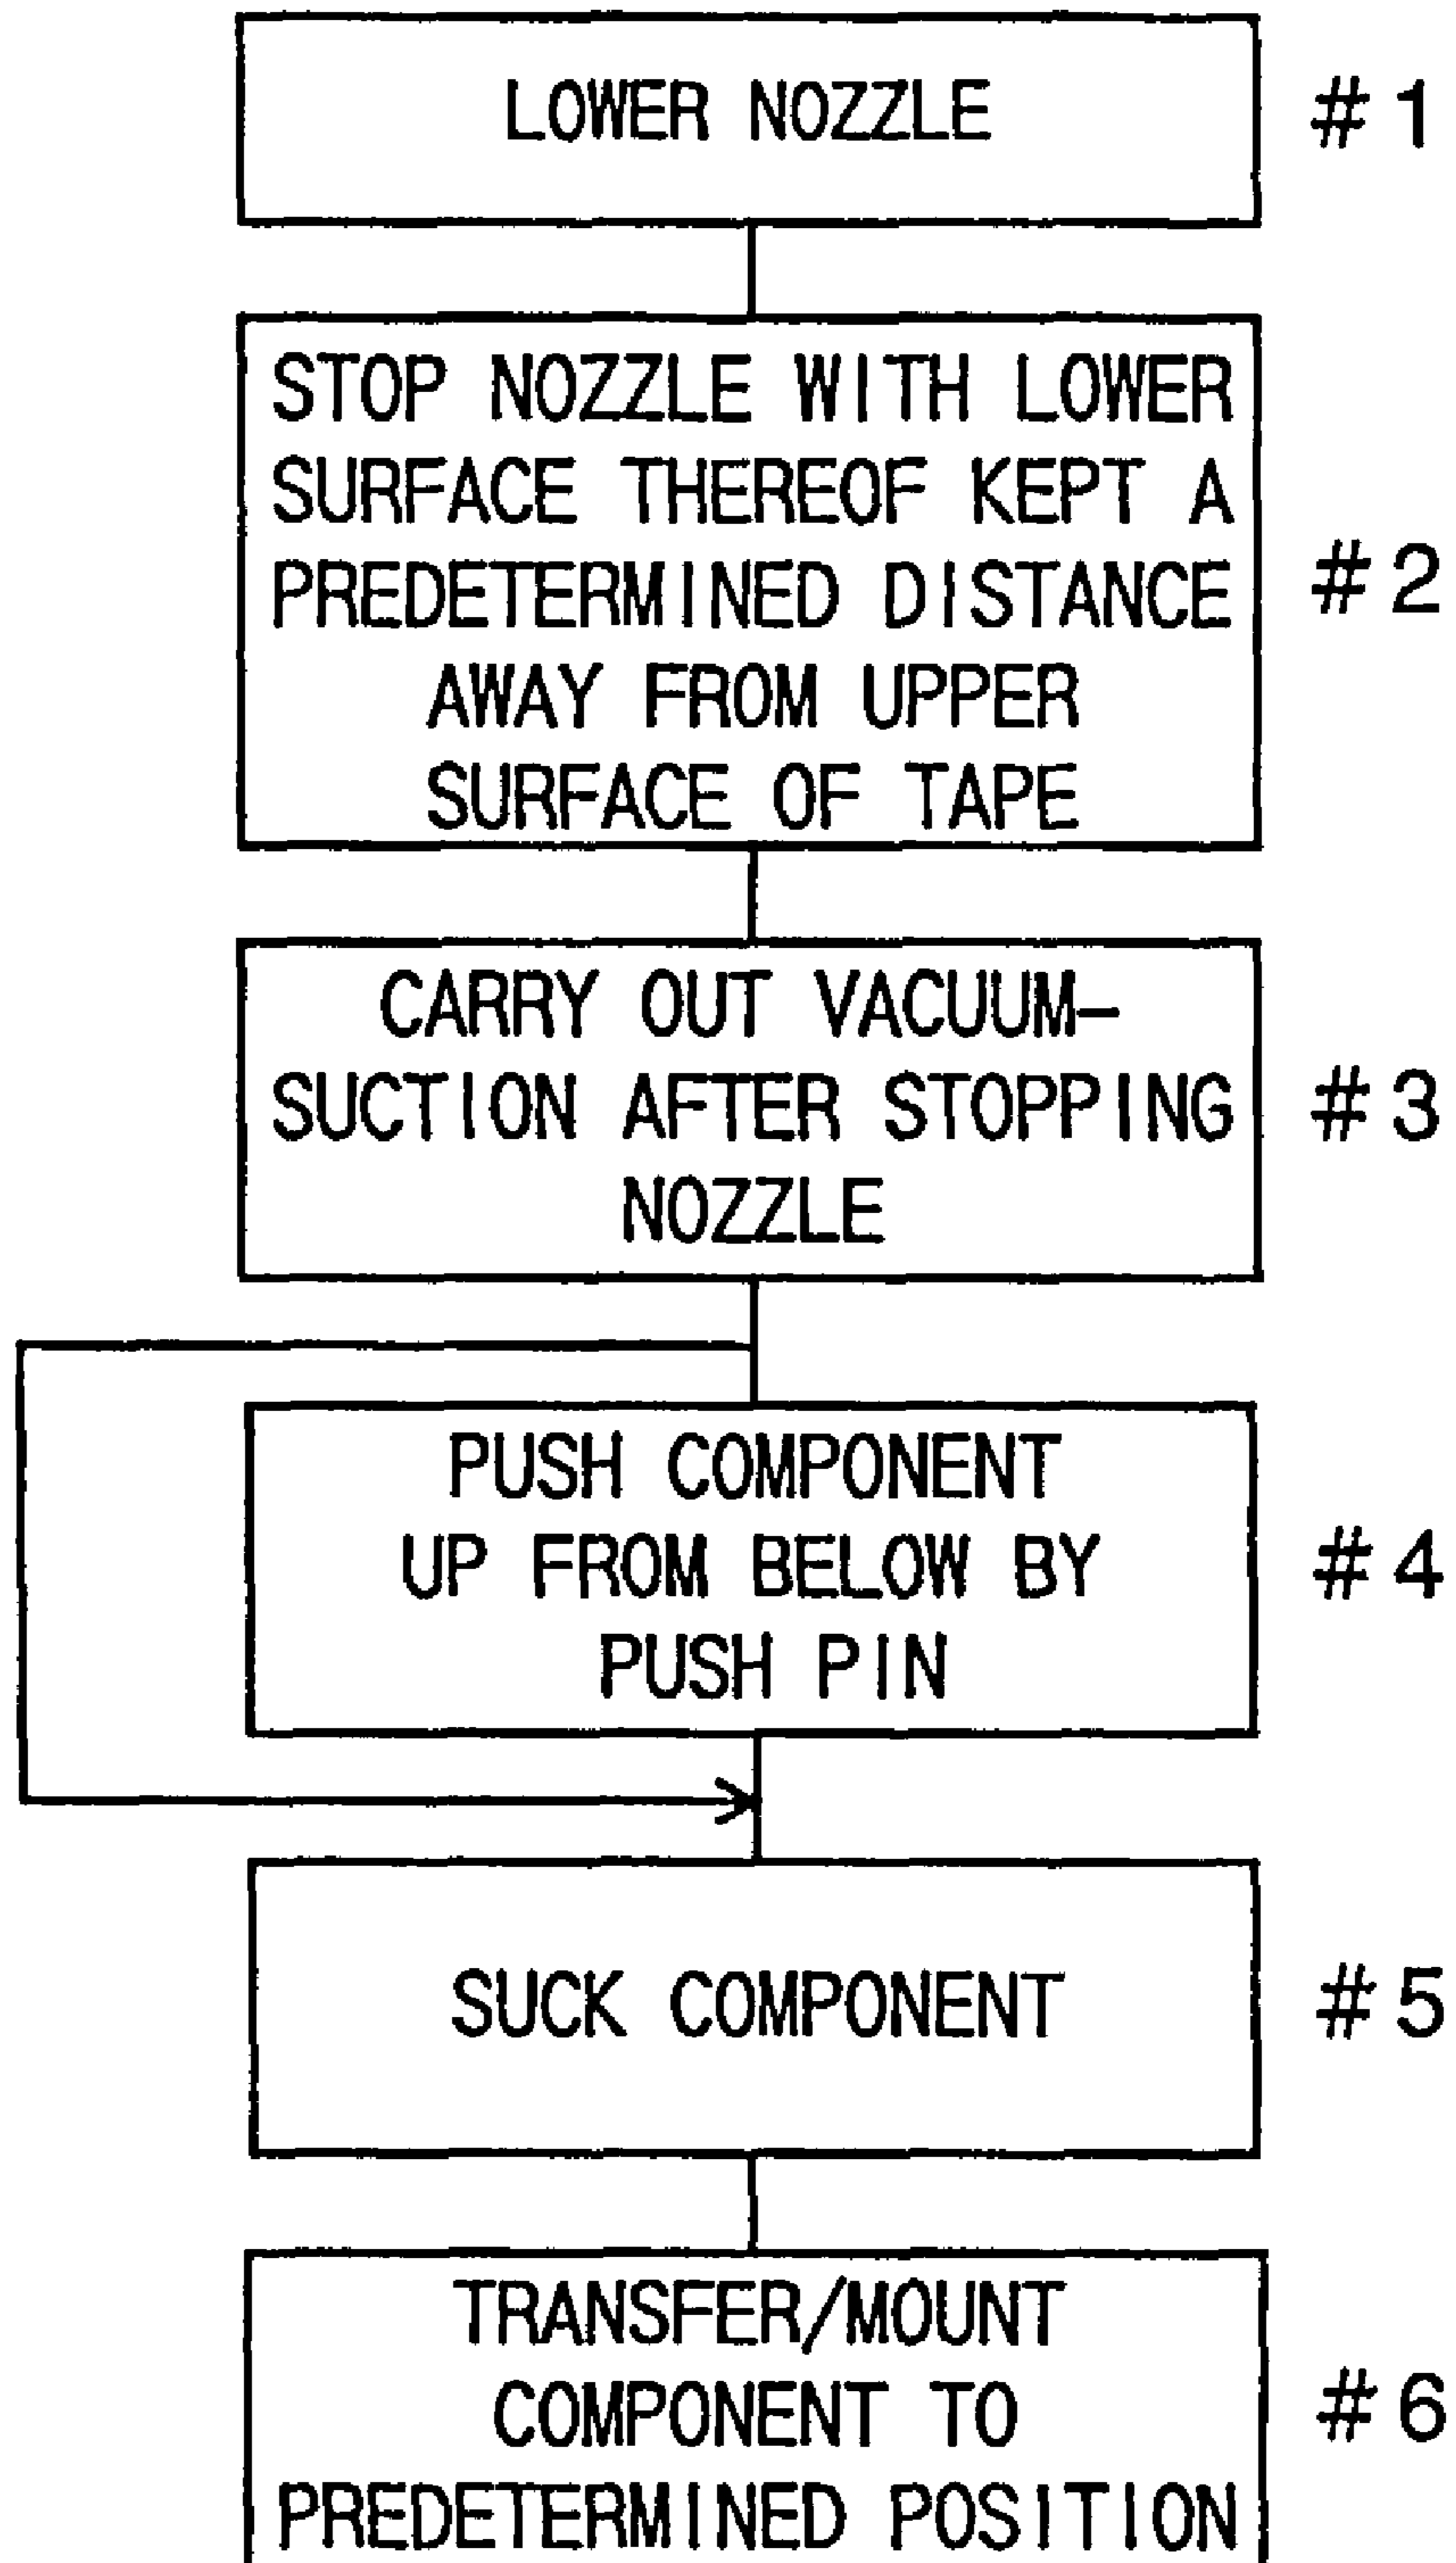 LOWER NOZZLE
#1
STOP NOZZLE WITH LOWER
SURFACE THEREOF KEPT A
PREDETERMINED DISTANCE
AWAY FROM UPPER
SURFACE OF TAPE
#2
CARRY OUT VACUUM-
SUCTION AFTER STOPPING
NOZZLE
#3
PUSH COMPONENT
UP FROM BELOW BY
PUSH PIN
#4
SUCK COMPONENT
#5
TRANSFER/MOUNT
COMPONENT TO
PREDETERMINED POSITION
#6